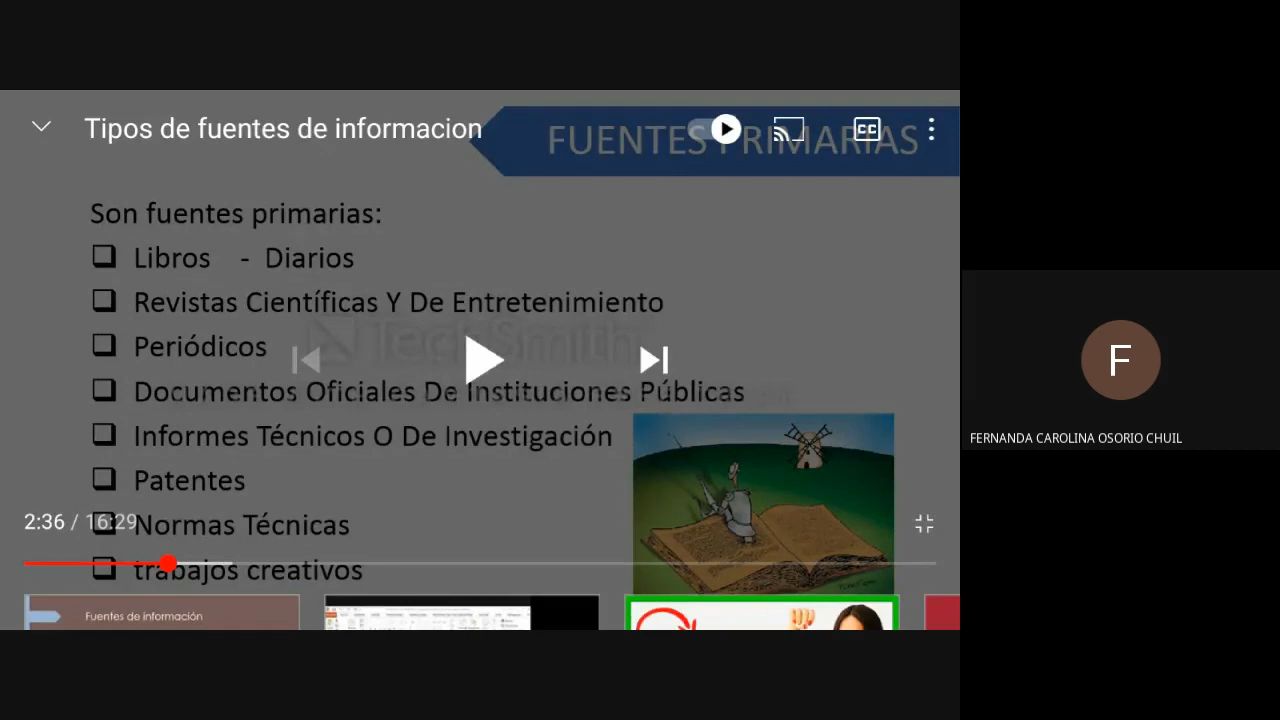 Tipos de fuentes de informacion
FUENTES PRIMARIAS
CC
Son fuentes primarias:
Libros - Diarios
Revistas Científicas Y De Entretenimiento
Periódicos
TechSmith
Documentos Oficiales De Instituciones Públicas
Informes Técnicos O De Investigación
Patentes
2:36 / 16:29
Normas Técnicas
trabajos creativos
Fuentes de información
F
FERNANDA CAROLINA OSORIO CHUIL